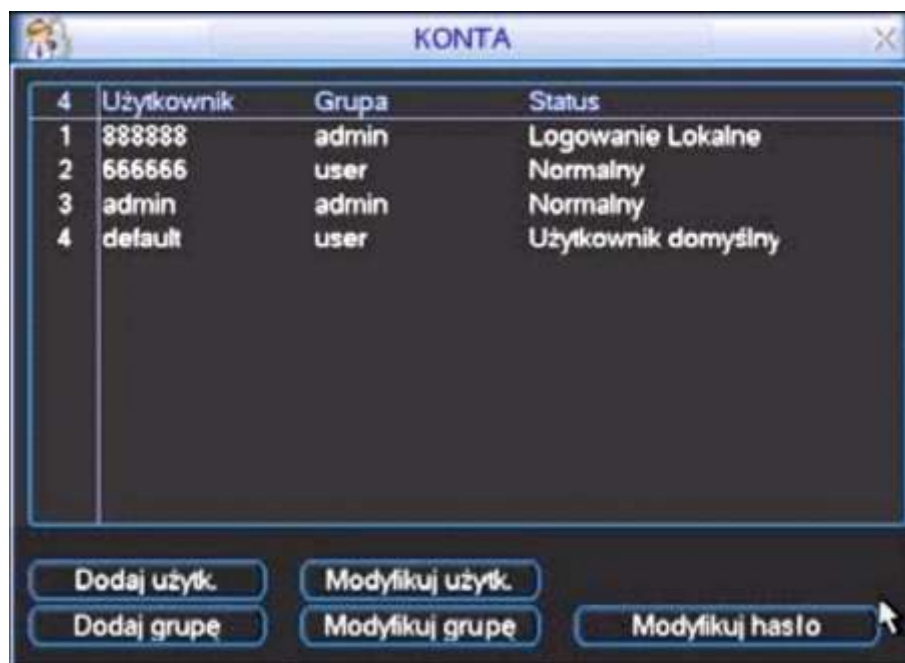 KONTA
4 Użytkownik Grupa Status
1 888888 admin Logowanie Lokalne
2 666666 user Normalny
3 admin admin Normalny
4 default user Użytkownik domyślny
Dodaj użytk. Modyfikuj użytk.
Dodaj grupę Modyfikuj grupę Modyfikuj hasło